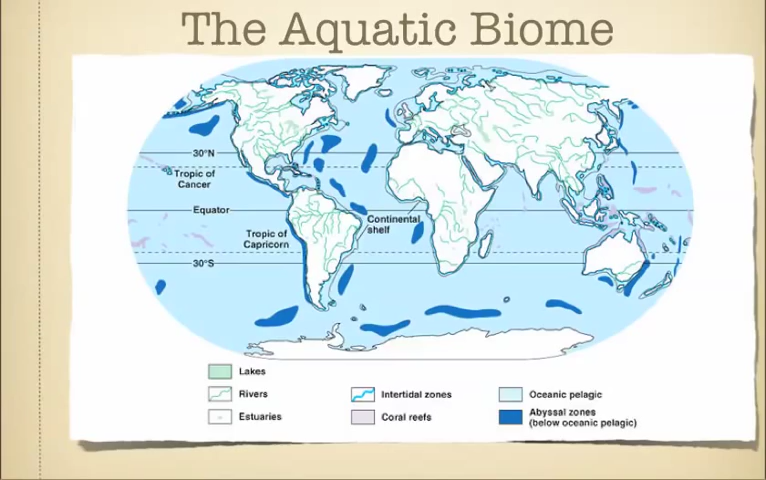 The Aquatic Biome
30°N
Tropic of
Cancer
Equator
Continental
shelf
Tropic of
Capricorn
30°S
Lakes
Rivers
Intertidal zones
Oceanic pelagic
Estuaries
Coral reefs
Abyssal zones
(below oceanic pelagic)